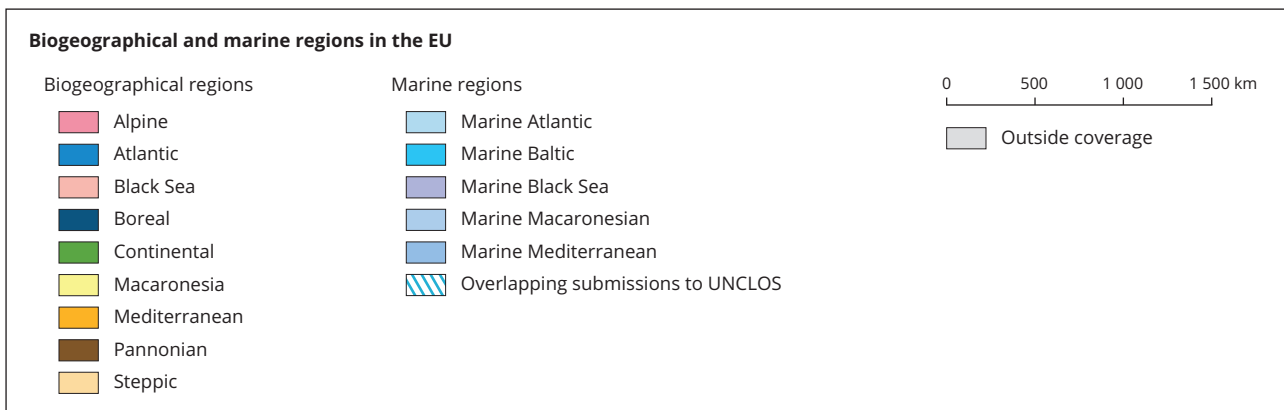 Biogeographical and marine regions in the EU
Biogeographical regions
Alpine
Atlantic
Black Sea
Boreal
Continental
Macaronesia
Mediterranean
Pannonian
Steppic
Marine regions
Marine Atlantic
Marine Baltic
Marine Black Sea
Marine Macaronesian
Marine Mediterranean
Overlapping submissions to UNCLOS
0 500 1 000 1 500 km
Outside coverage